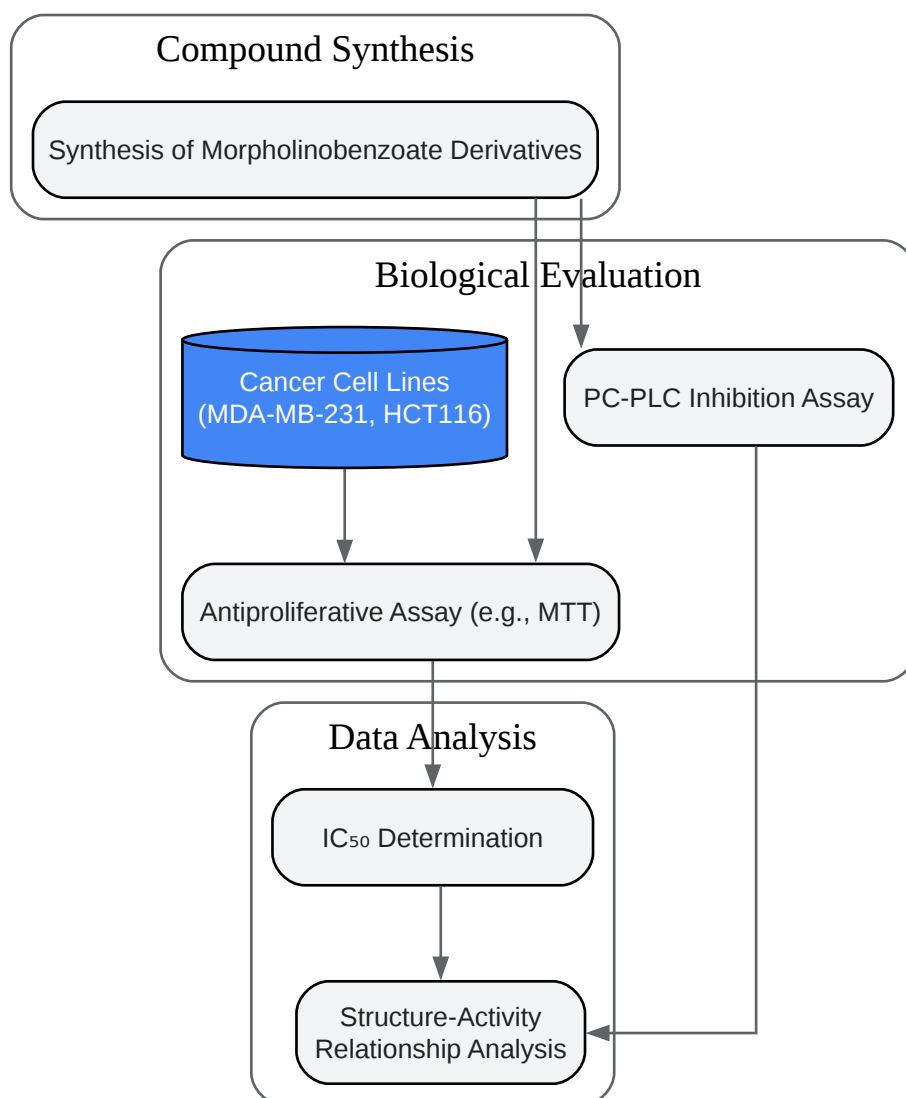 Compound Synthesis
Synthesis of Morpholinobenzoate Derivatives
Biological Evaluation
Cancer Cell Lines
(MDA-MB-231, HCT116)
PC-PLC Inhibition Assay
Antiproliferative Assay (e.g., MTT)
Data Analysis
IC₅₀ Determination
Structure-Activity
Relationship Analysis